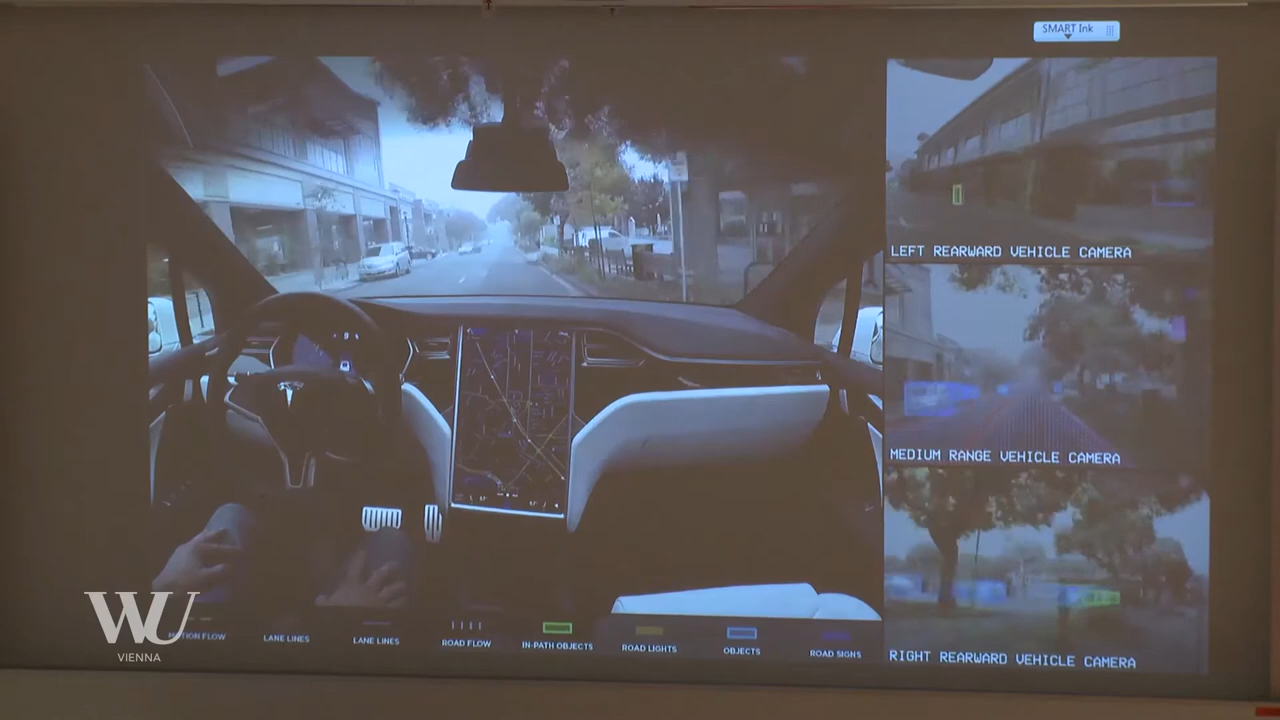 SMART Ink
LEFT REARWARD VEHICLE CAMERA
MEDIUM RANGE VEHICLE CAMERA
RIGHT REARWARD VEHICLE CAMERA
MOTION FLOW
LANE LINES
LANE LINES
ROAD FLOW
IN-PATH OBJECTS
ROAD LIGHTS
OBJECTS
ROAD SIGNS
WU
VIENNA